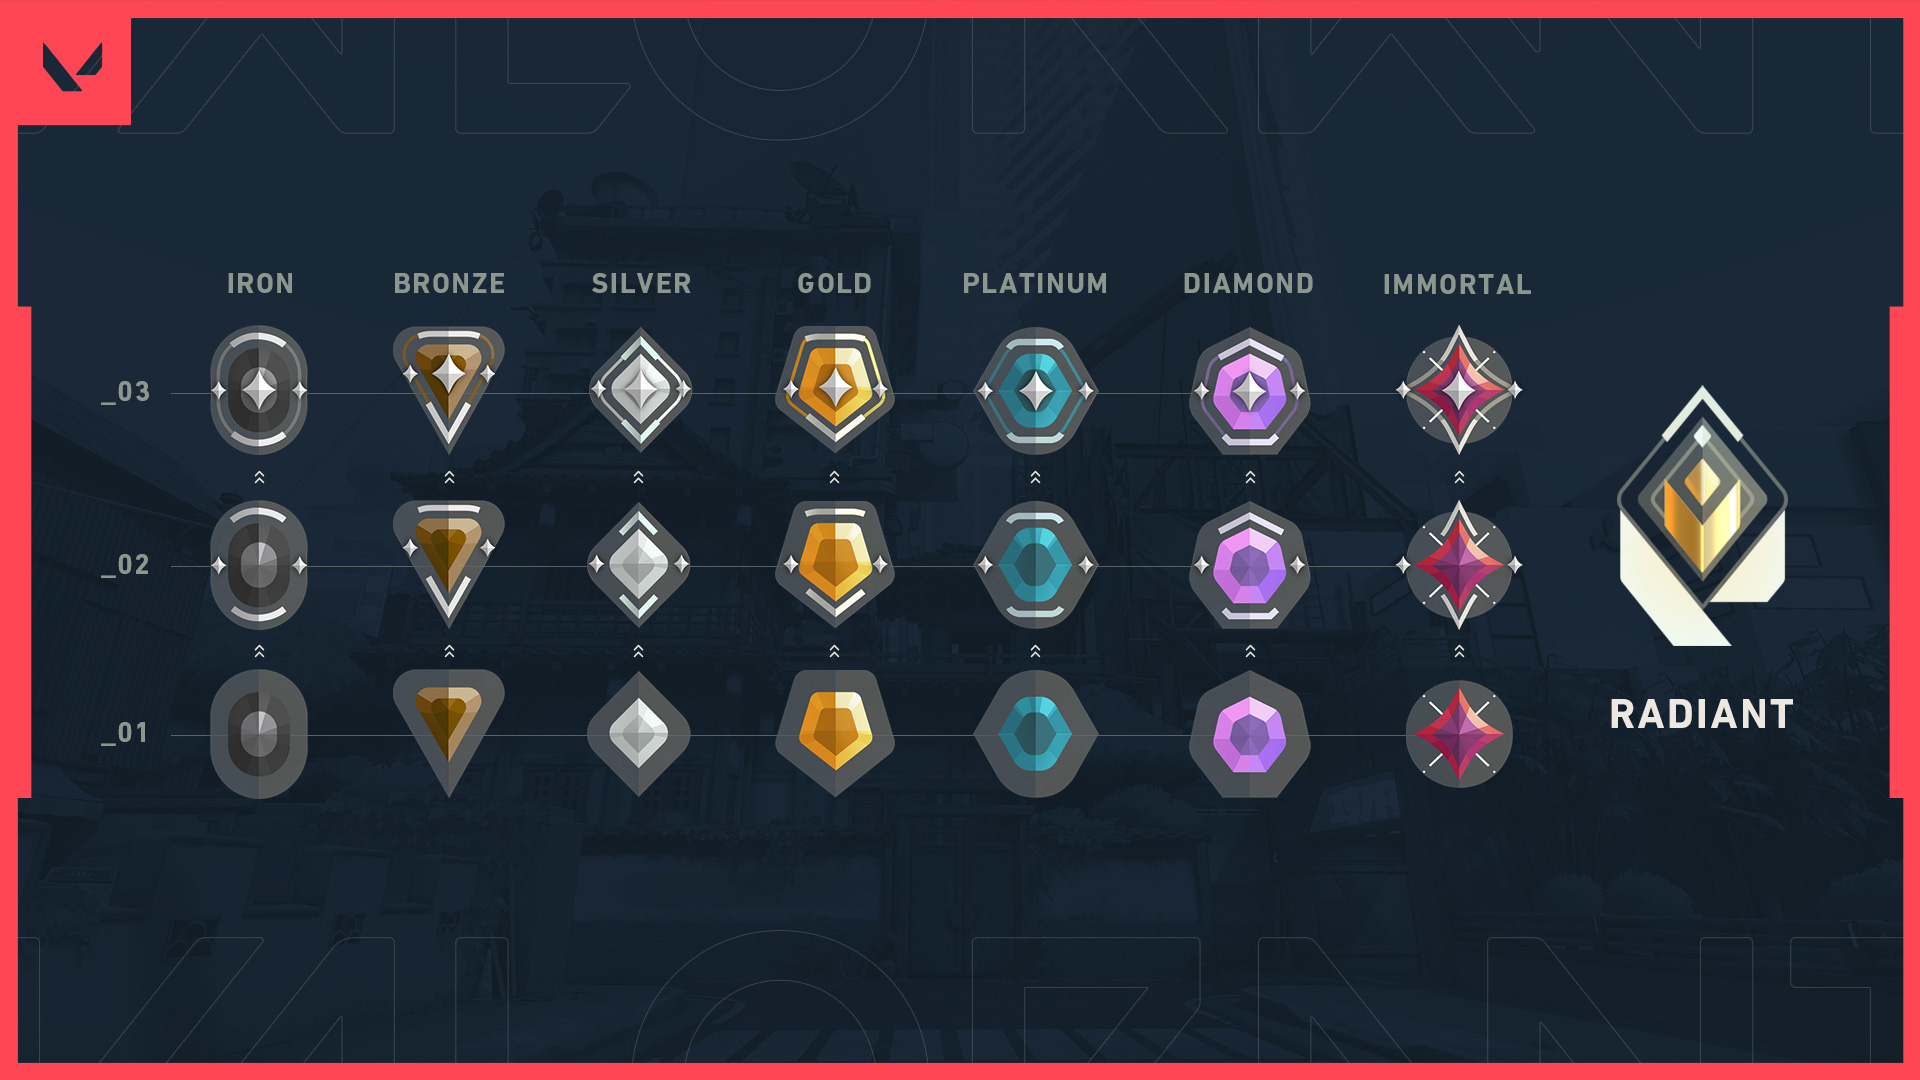 IRON BRONZE SILVER GOLD PLATINUM DIAMOND IMMORTAL
_03
_02
_01
RADIANT